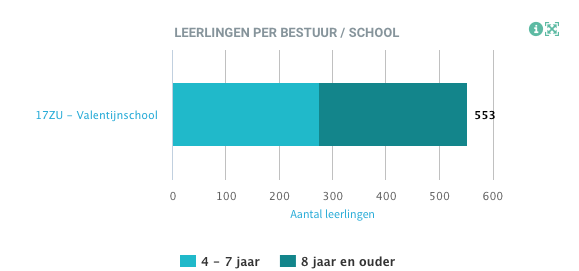 LEERLINGEN PER BESTUUR / SCHOOL
17ZU - Valentijnschool
553
0 100 200 300 400 500 600
Aantal leerlingen
4 - 7 jaar 8 jaar en ouder